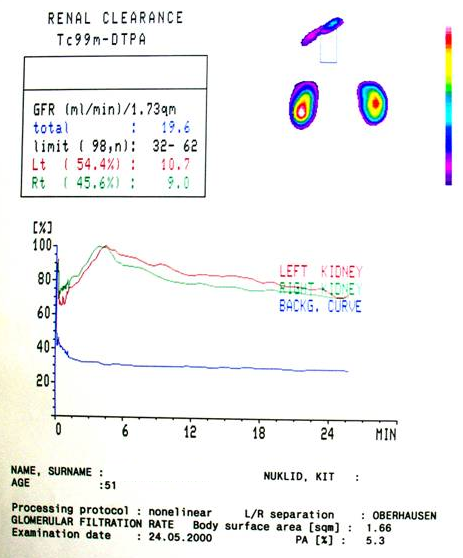 RENAL CLEARANCE
Tc99m-DTPA
GFR (ml/min)/1.73qm
total : 19.6
limit ( 98,n): 32- 62
Lt ( 54.4%) : 10.7
Rt ( 45.6%) : 9.0
[%]
100
80
60
40
20
LEFT KIDNEY
RIGHT KIDNEY
BACKG. CURVE
0 6 12 18 24 MIN
NAME, SURNAME :
NUKLID, KIT :
AGE :51
Processing protocol : nonelinear L/R separation : OBERHAUSEN
GLOMERULAR FILTRATION RATE Body surface area [sqm] : 1.66
Examination date : 24.05.2000 PA [%] : 5.3